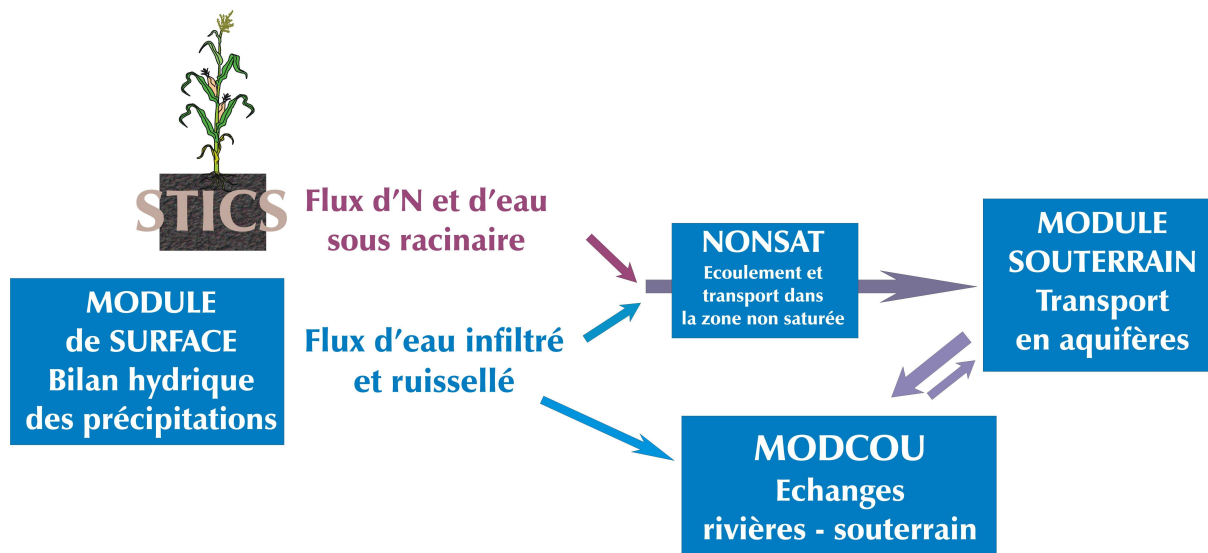 STICS
Flux d'N et d'eau
sous racinaire
MODULE
de SURFACE
Bilan hydrique
des précipitations
Flux d'eau infiltré
et ruissellé
NONSAT
Ecoulement et
transport dans
la zone non saturée
MODULE
SOUTERRAIN
Transport
en aquifères
MODCOU
Echanges
rivières - souterrain